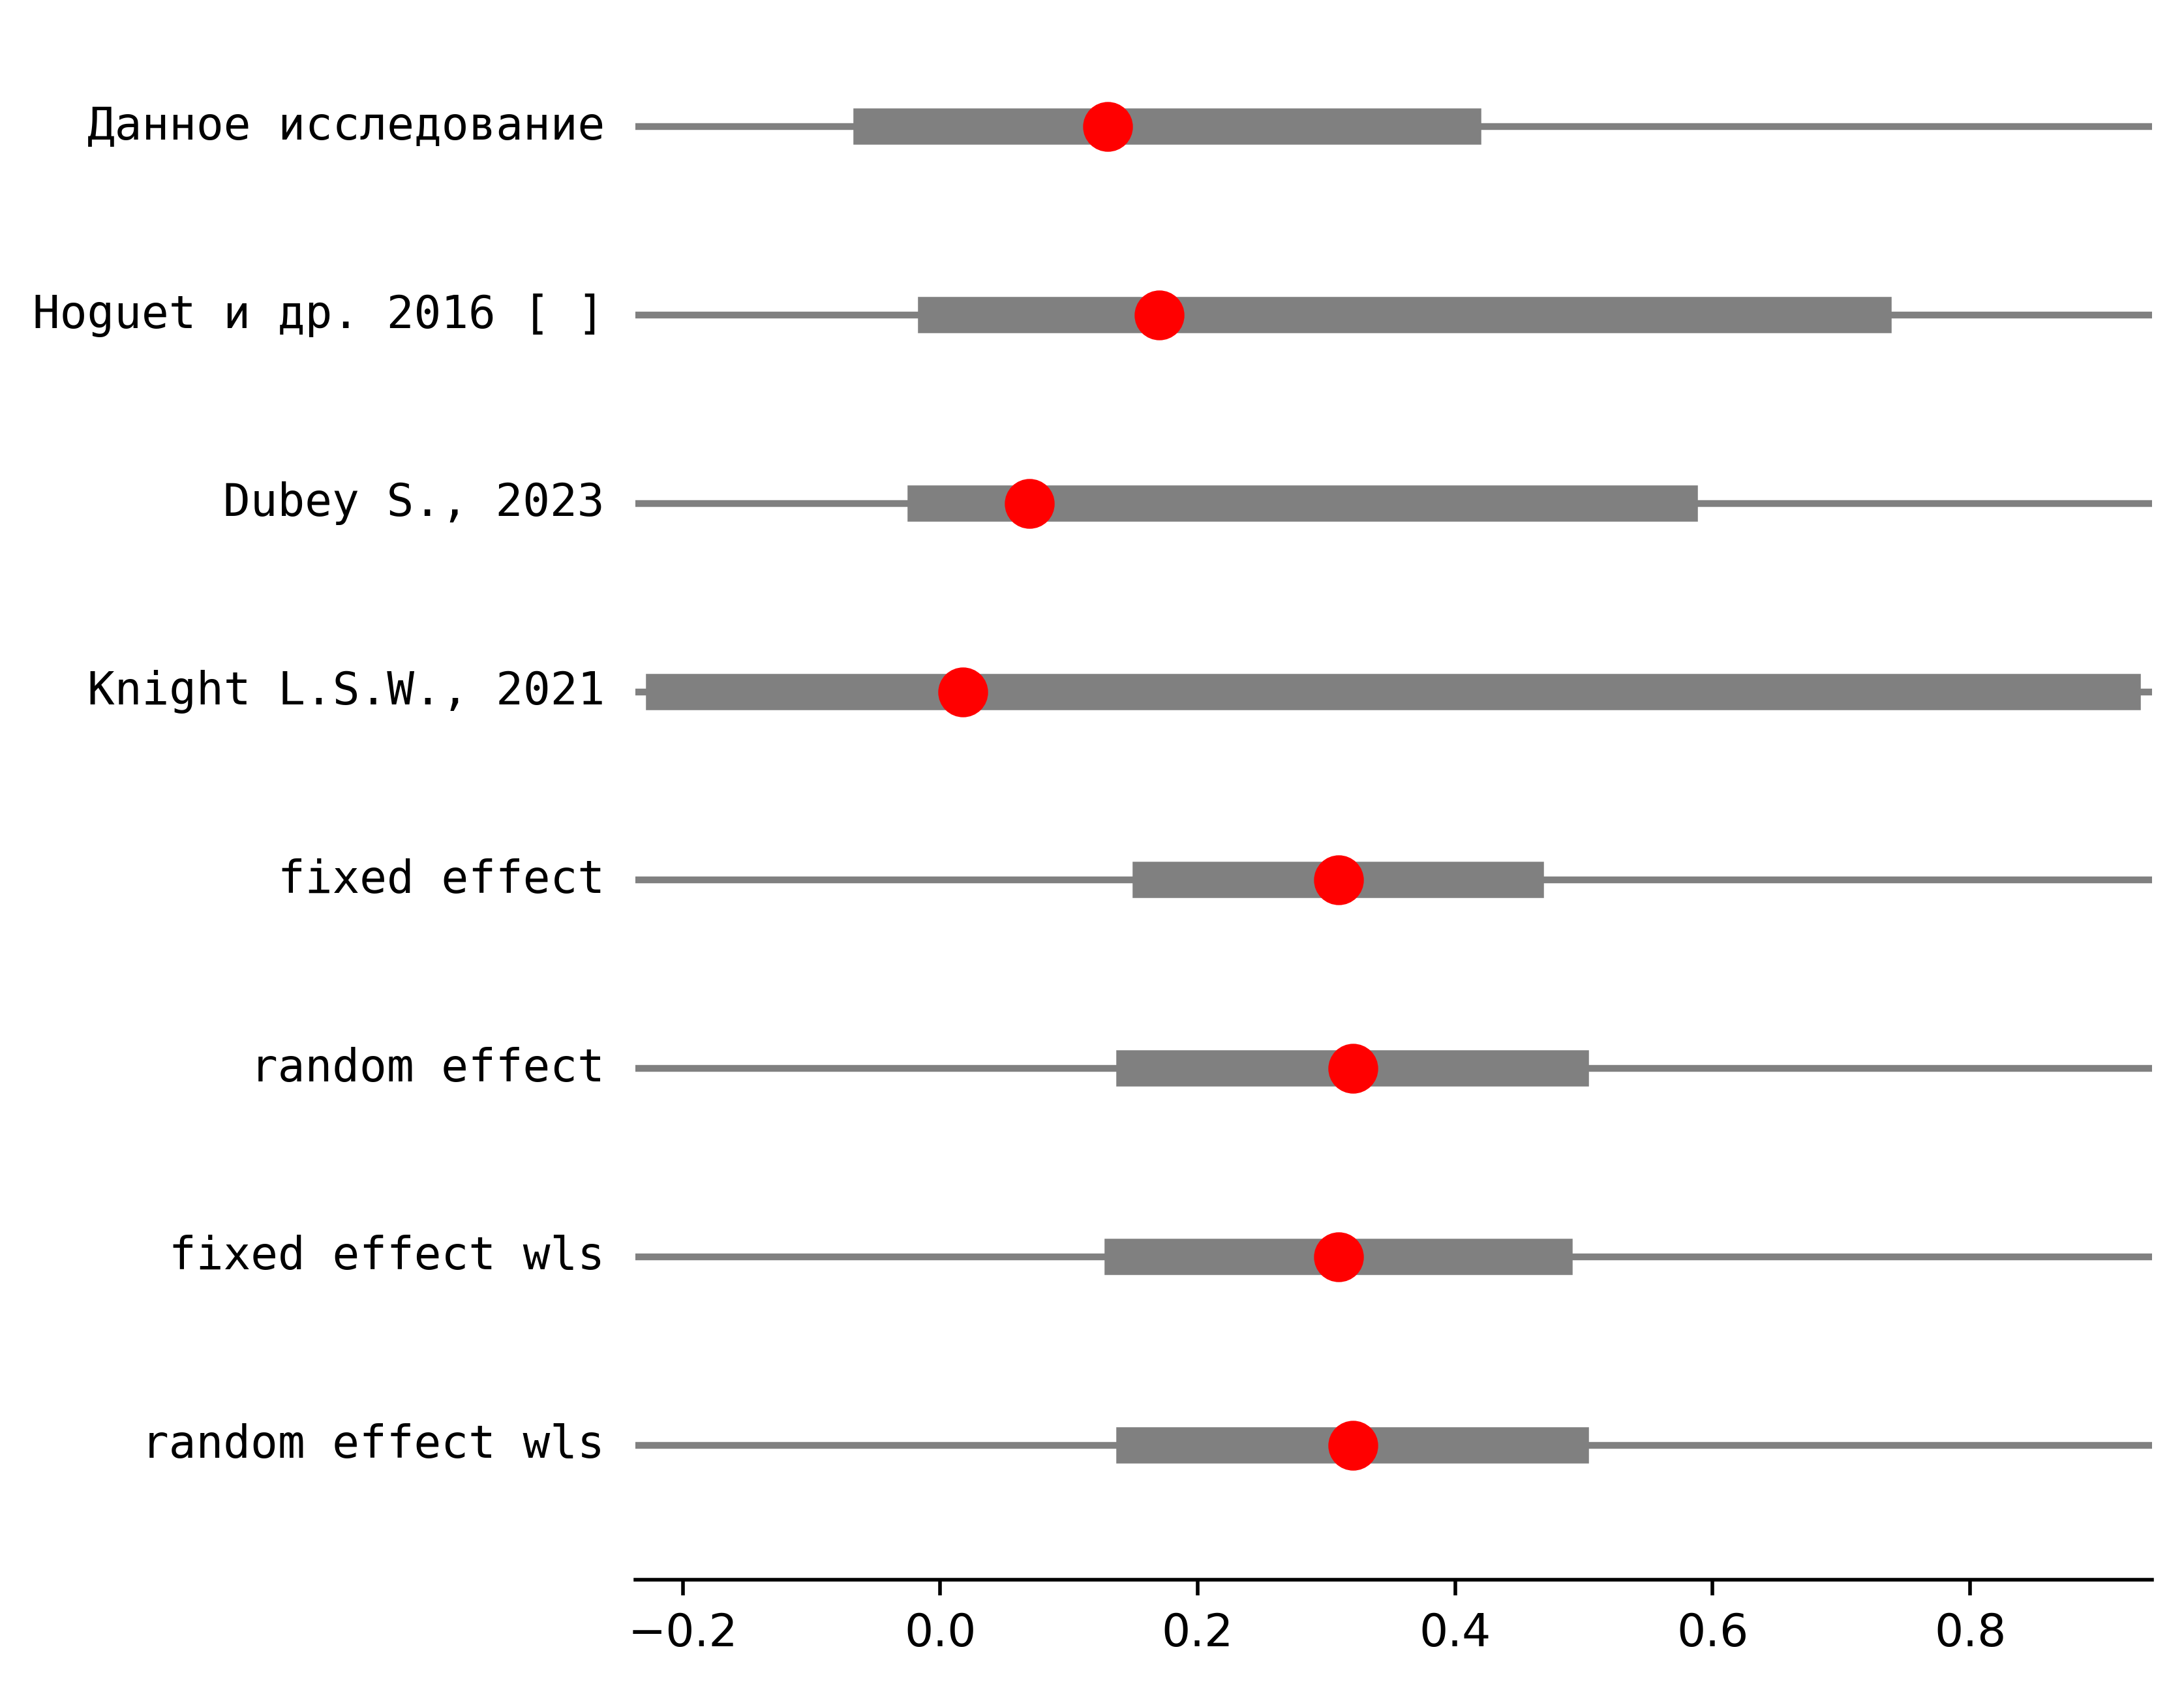 Данное исследование
Hoguet и др. 2016 [ ]
Dubey S., 2023
Knight L.S.W., 2021
fixed effect
random effect
fixed effect wls
random effect wls
−0.2 0.0 0.2 0.4 0.6 0.8